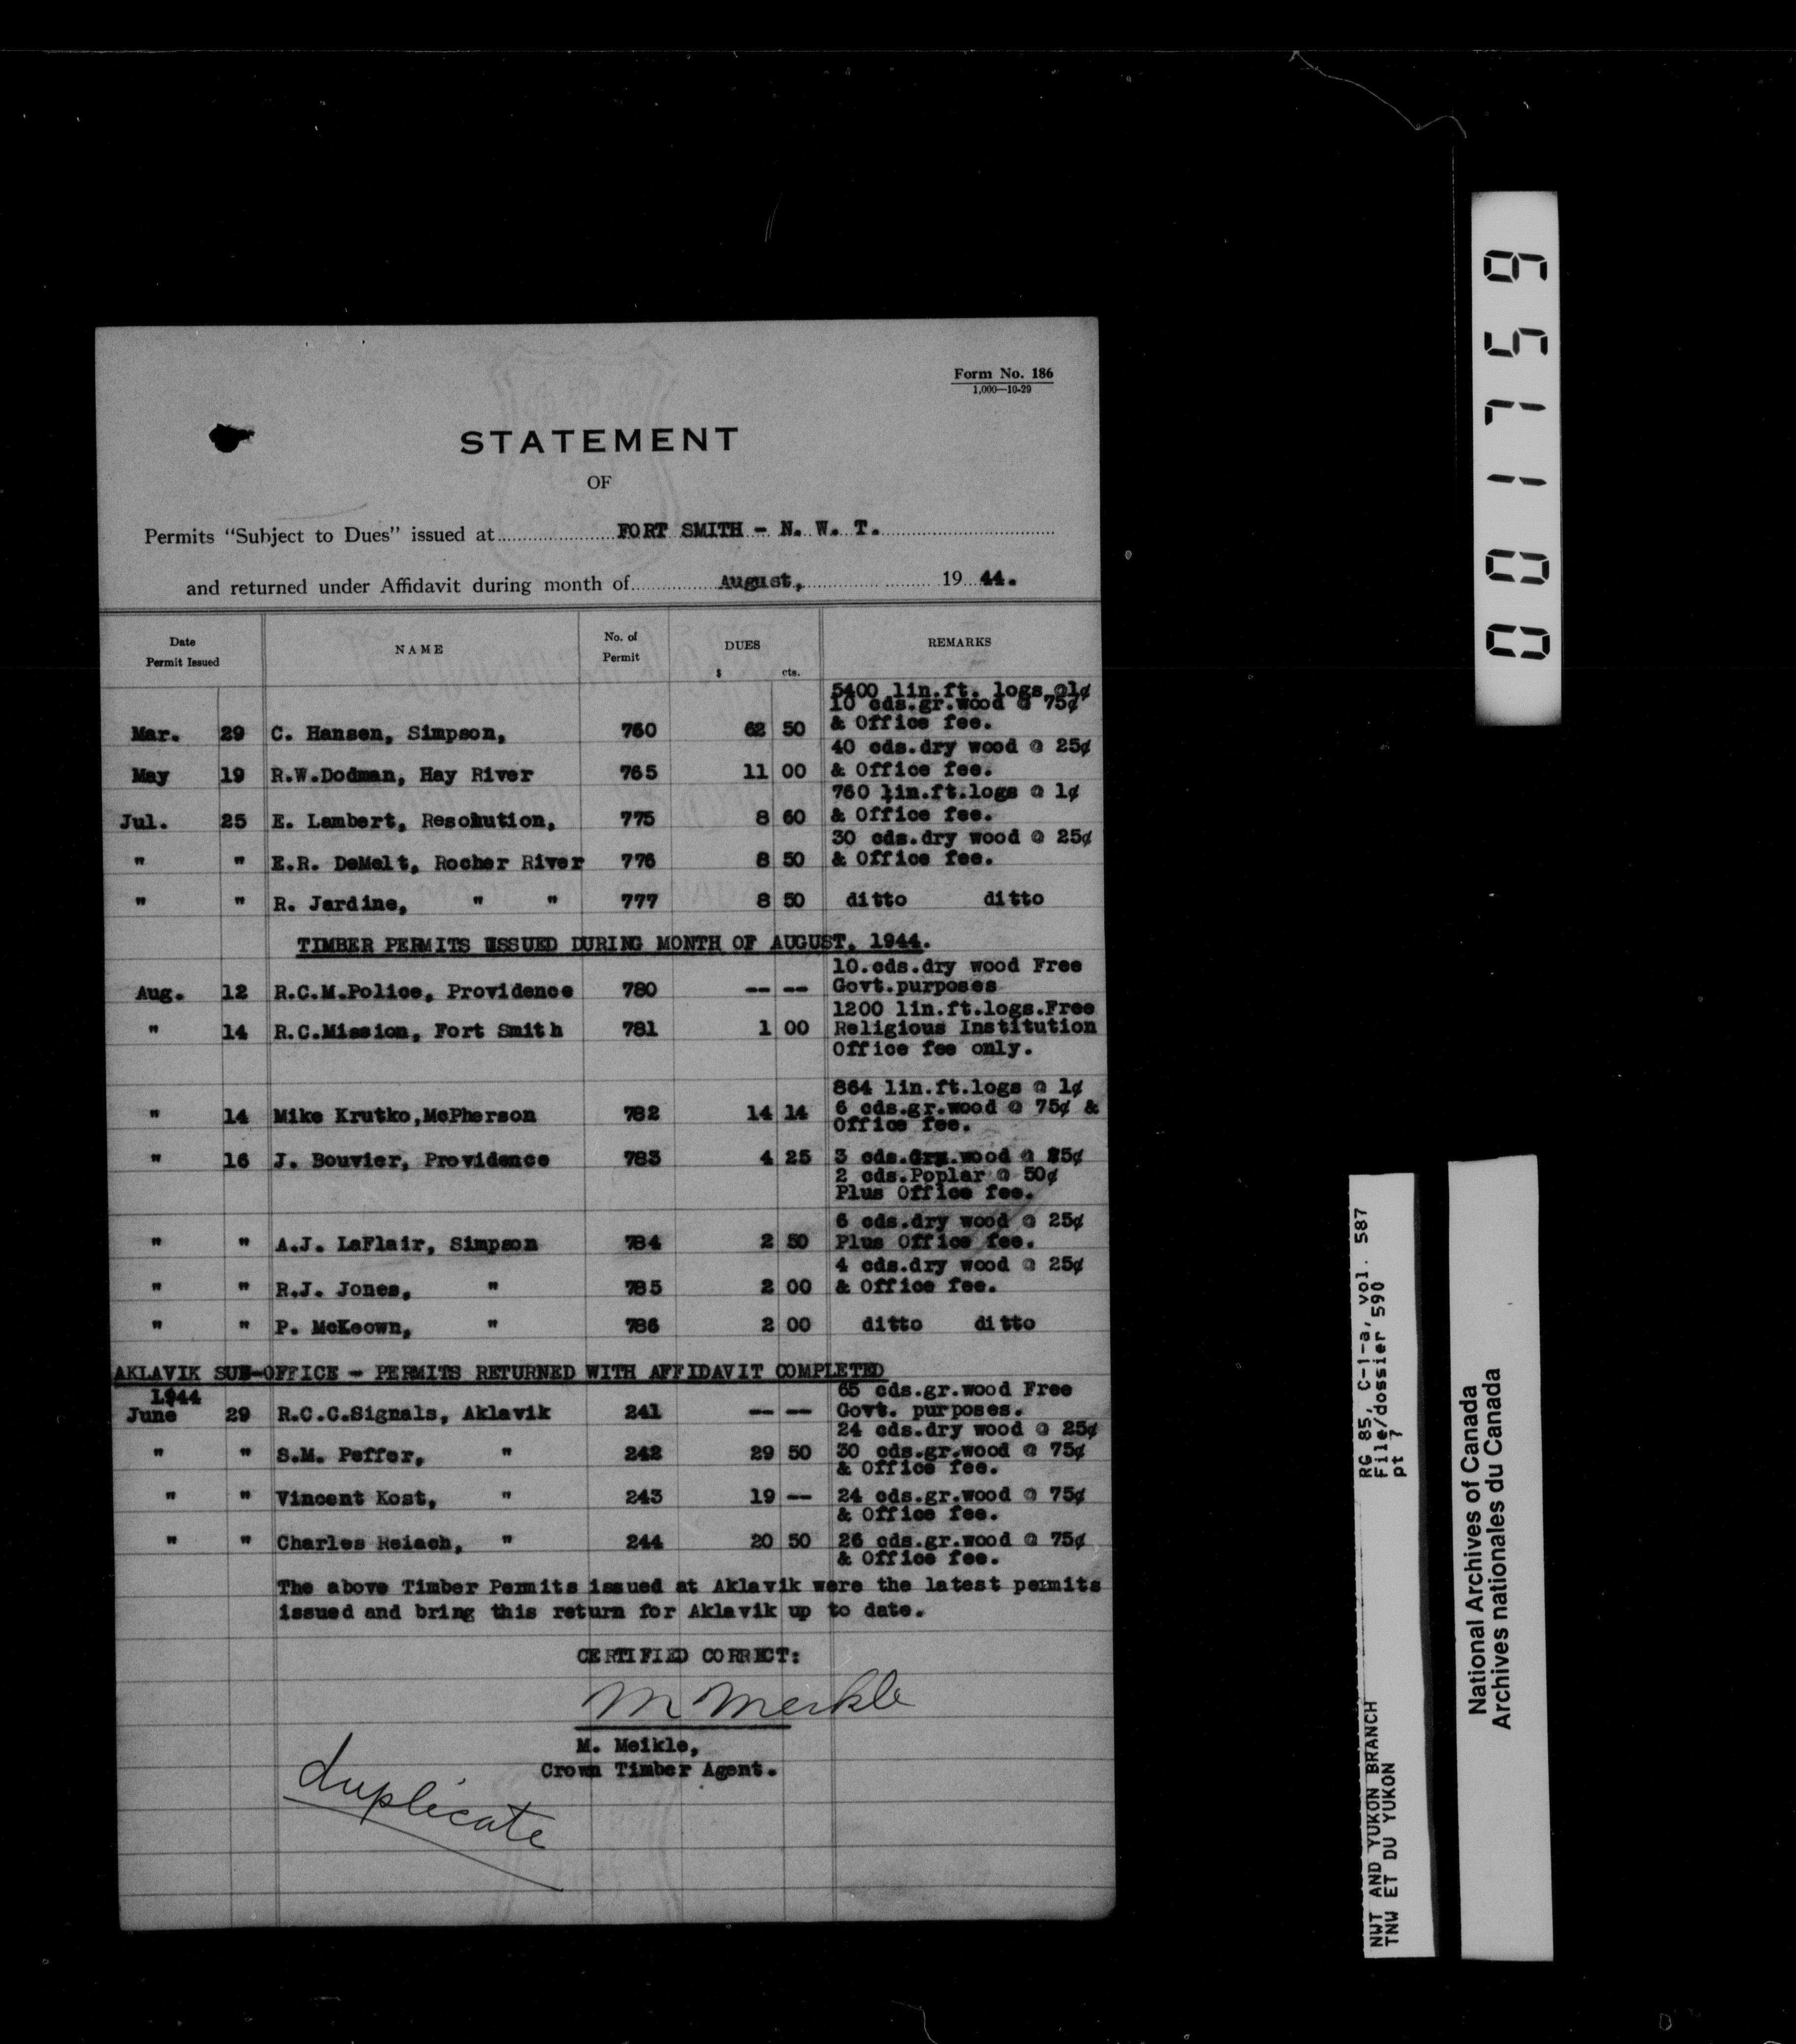 Form No. 186
1,000—10-29
STATEMENT
OF
Permits "Subject to Dues" issued at FORT SMITH - N. W. T.
and returned under Affidavit during month of August, 19 44.
Date
Permit Issued
NAME
No. of
Permit
DUES
$ cts.
REMARKS
5400 lin.ft. logs @1¢
10 cds.gr.wood @ 75¢
Mar. 29 C. Hansen, Simpson, 760 62 50 & Office fee.
40 cds.dry wood @ 25¢
May 19 R.W.Dodman, Hay River 765 11 00 & Office fee.
760 lin.ft.logs @ 1¢
Jul. 25 E. Lambert, Resolution, 775 8 60 & Office fee.
30 cds.dry wood @ 25¢
" " E.R. DeMelt, Rocher River 776 8 50 & Office fee.
" " R. Jardine, " " 777 8 50 ditto ditto
TIMBER PERMITS ISSUED DURING MONTH OF AUGUST, 1944.
10.cds.dry wood Free
Aug. 12 R.C.M.Police, Providence 780 -- -- Govt.purposes
1200 lin.ft.logs.Free
" 14 R.C.Mission, Fort Smith 781 1 00 Religious Institution
Office fee only.
864 lin.ft.logs @ 1¢
" 14 Mike Krutko,McPherson 782 14 14 6 cds.gr.wood @ 75¢ &
Office fee.
" 16 J. Bouvier, Providence 783 4 25 3 cds. wood @
2 cds.Poplar @ 50¢
Plus Office fee.
6 cds.dry wood @ 25¢
" " A.J. LaFlair, Simpson 784 2 50 Plus Office fee.
4 cds.dry wood @ 25¢
" " R.J. Jones, " 785 2 00 & Office fee.
" " P. McKeown, " 786 2 00 ditto ditto
AKLAVIK SUB-OFFICE - PERMITS RETURNED WITH AFFIDAVIT COMPLETED
1944
65 cds.gr.wood Free
June 29 R.C.C.Signals, Aklavik 241 -- -- Govt. purposes.
24 cds.dry wood @ 25¢
" " S.M. Peffer, " 242 29 50 30 cds.gr.wood @ 75¢
& Office fee.
" " Vincent Kost, " 243 19 -- 24 cds.gr.wood @ 75¢
& Office fee.
" " Charles Reiach, " 244 20 50 26 cds.gr.wood @ 75¢
& Office fee.
The above Timber Permits issued at Aklavik were the latest permits
issued and bring this return for Aklavik up to date.
CERTIFIED CORRECT:
M Meikle
M. Meikle,
Crown Timber Agent.
duplicate
001759
RG 85, C-1-a, vol. 587
File/dossier 590
pt 7
NWT AND YUKON BRANCH
TNW ET DU YUKON
National Archives of Canada
Archives nationales du Canada